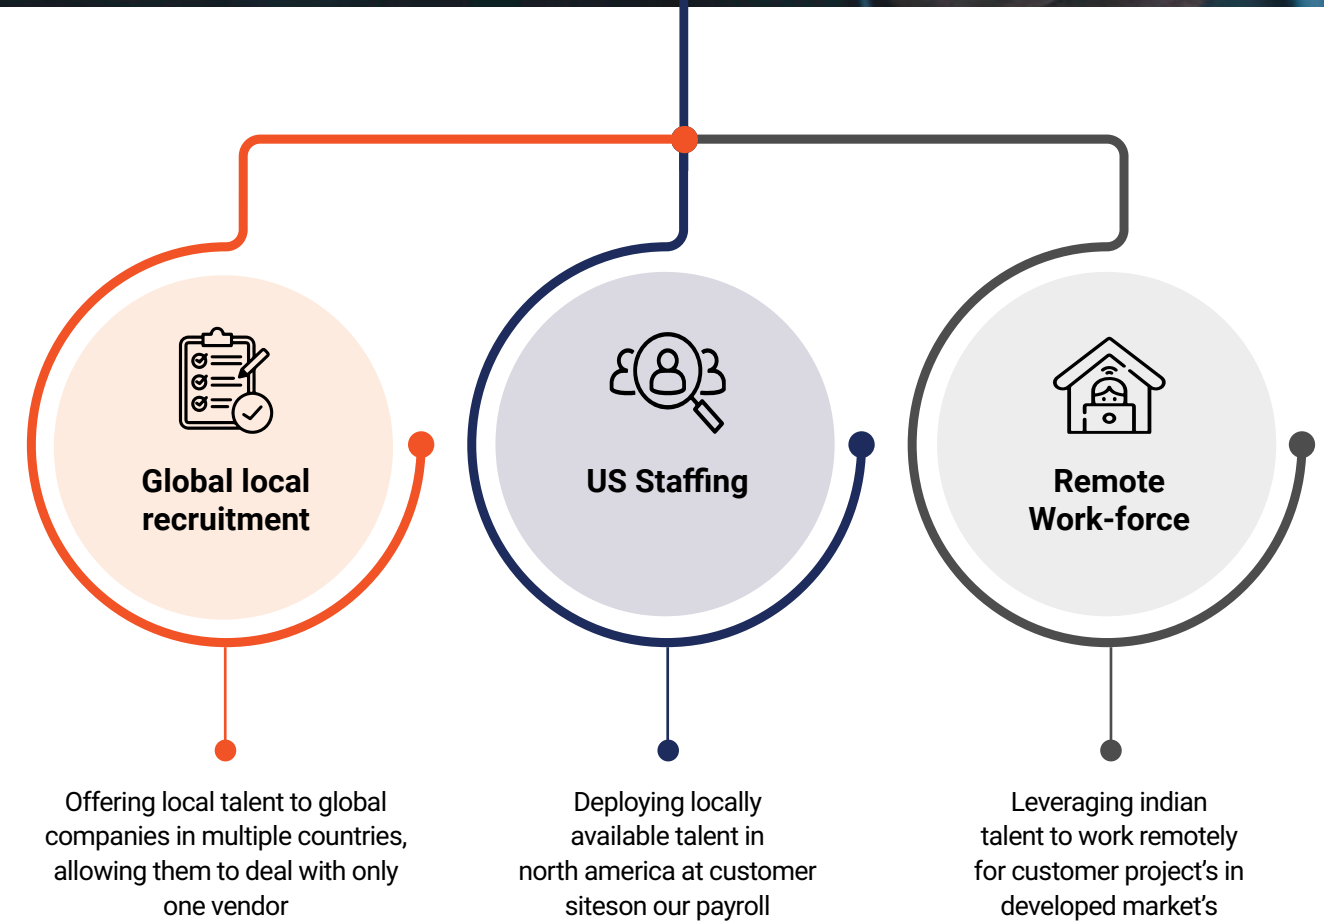 Global local
recruitment
US Staffing
Remote
Work-force
Offering local talent to global
companies in multiple countries,
allowing them to deal with only
one vendor
Deploying locally
available talent in
north america at customer
siteson our payroll
Leveraging indian
talent to work remotely
for customer project’s in
developed market’s